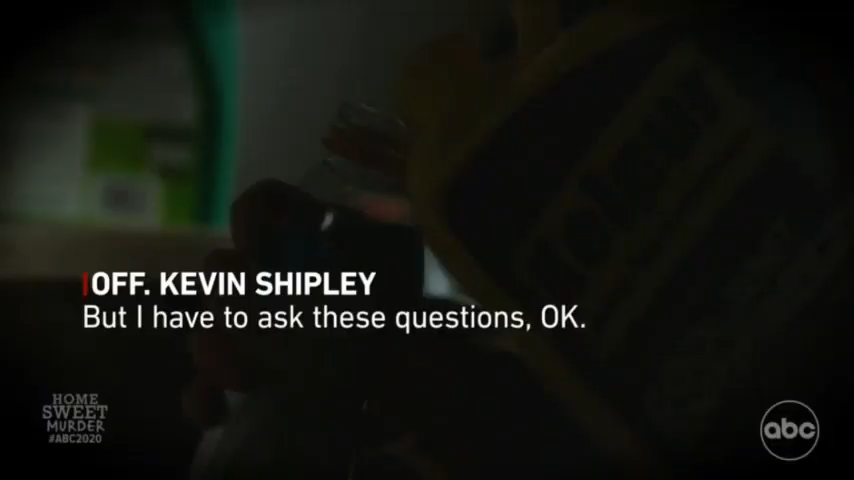 OFF. KEVIN SHIPLEY
But I have to ask these questions, OK.
HOME
SWEET
MURDER
#ABC2020
abc